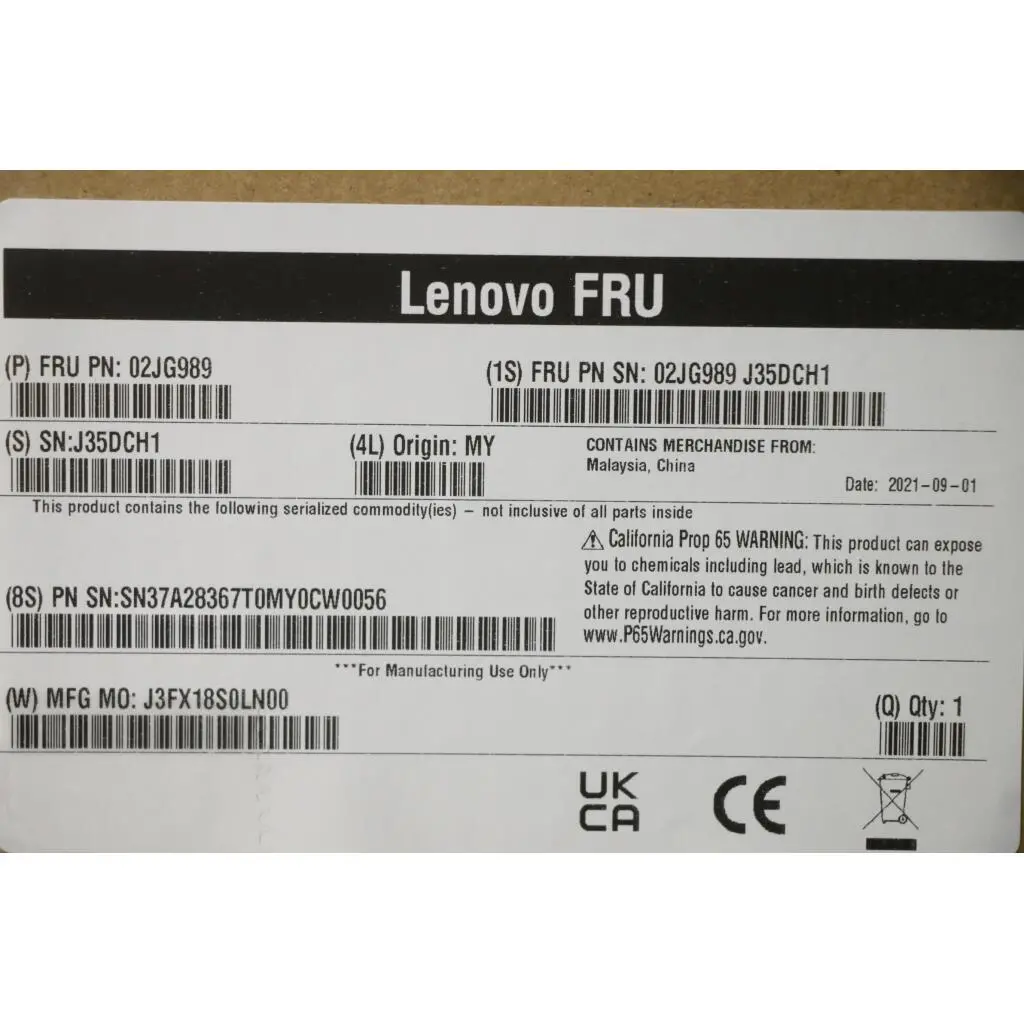 Lenovo FRU
(P) FRU PN: 02JG989
(1S) FRU PN SN: 02JG989 J35DCH1
(S) SN:J35DCH1
(4L) Origin: MY
CONTAINS MERCHANDISE FROM:
Malaysia, China
Date: 2021-09-01
This product contains the following serialized commodity(ies) – not inclusive of all parts inside
⚠ California Prop 65 WARNING: This product can expose
you to chemicals including lead, which is known to the
State of California to cause cancer and birth defects or
other reproductive harm. For more information, go to
www.P65Warnings.ca.gov.
(8S) PN SN:SN37A28367T0MY0CW0056
***For Manufacturing Use Only***
(W) MFG MO: J3FX18S0LN00
(Q) Qty: 1
UK
CA
CE